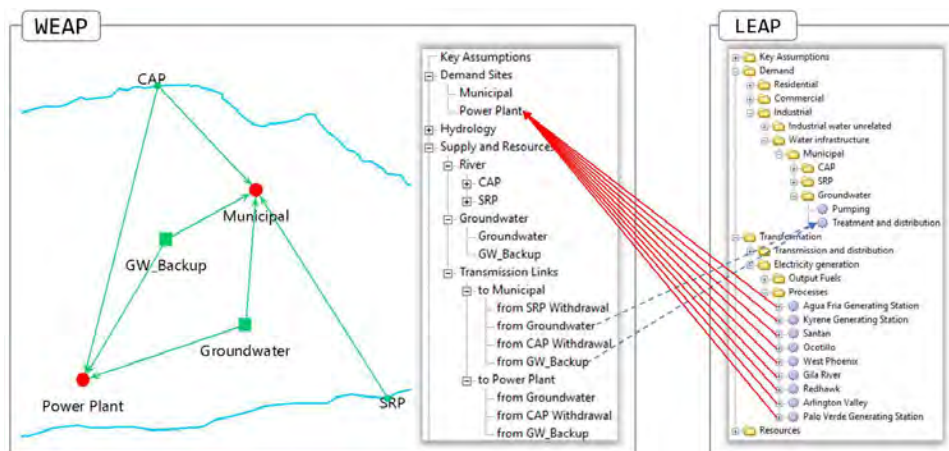 WEAP
CAP
Municipal
GW_Backup
Groundwater
Power Plant
SRP
Key Assumptions
Demand Sites
Municipal
Power Plant
Hydrology
Supply and Resources
River
CAP
SRP
Groundwater
Groundwater
GW_Backup
Transmission Links
to Municipal
from SRP Withdrawal
from Groundwater
from CAP Withdrawal
from GW_Backup
to Power Plant
from Groundwater
from CAP Withdrawal
from GW_Backup
LEAP
Key Assumptions
Demand
Residential
Commercial
Industrial
Industrial water unrelated
Water infrastructure
Municipal
CAP
SRP
Groundwater
Pumping
Treatment and distribution
Transformation
Transmission and distribution
Electricity generation
Output Fuels
Processes
Agua Fria Generating Station
Kyrene Generating Station
Santan
Ocotillo
West Phoenix
Gila River
Redhawk
Arlington Valley
Palo Verde Generating Station
Resources